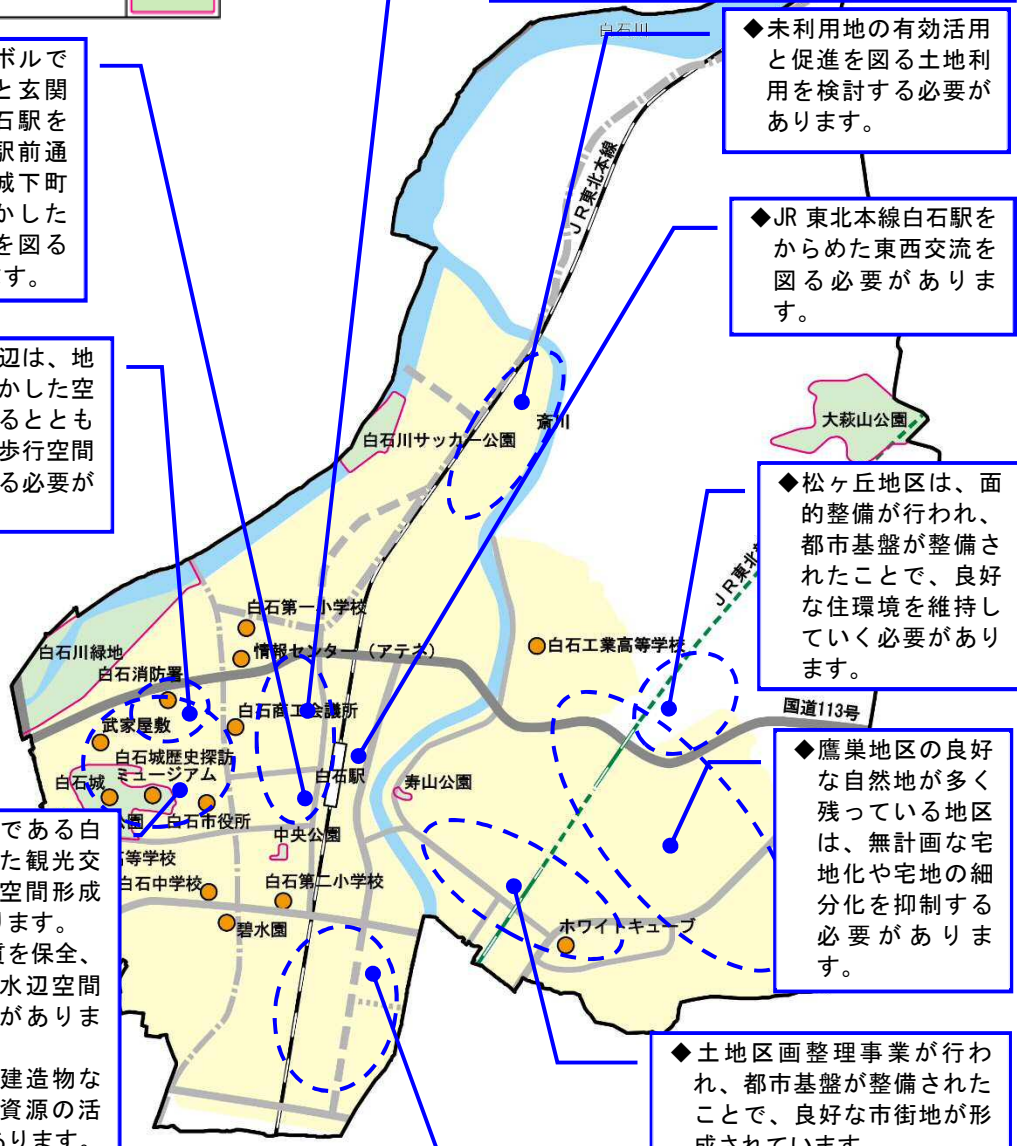 白石川
◆未利用地の有効活用
と促進を図る土地利
用を検討する必要が
あります。
ボルで
と玄関
石駅を
駅前通
城下町
かした
を図る
す。
JR東北本線
◆JR 東北本線白石駅を
からめた東西交流を
図る必要がありま
す。
辺は、地
かした空
るととも
歩行空間
る必要が
大萩山公園
斎川
白石川サッカー公園
◆松ヶ丘地区は、面
的整備が行われ、
都市基盤が整備さ
れたことで、良好
な住環境を維持し
ていく必要があり
ます。
JR東北
白石第一小学校
情報センター（アテネ）
白石工業高等学校
白石川緑地
白石消防署
国道113号
武家屋敷
白石商工会議所
白石城歴史探訪
ミュージアム
白石城
白石駅
寿山公園
◆鷹巣地区の良好
な自然地が多く
残っている地区
は、無計画な宅
地化や宅地の細
分化を抑制する
必要がありま
す。
園
白石市役所
中央公園
等学校
白石中学校
白石第二小学校
碧水園
ホワイトキューブ
である白
た観光交
空間形成
ります。
を保全、
水辺空間
がありま
建造物な
資源の活
あります。
◆土地区画整理事業が行わ
れ、都市基盤が整備された
ことで、良好な市街地が形
成されています。